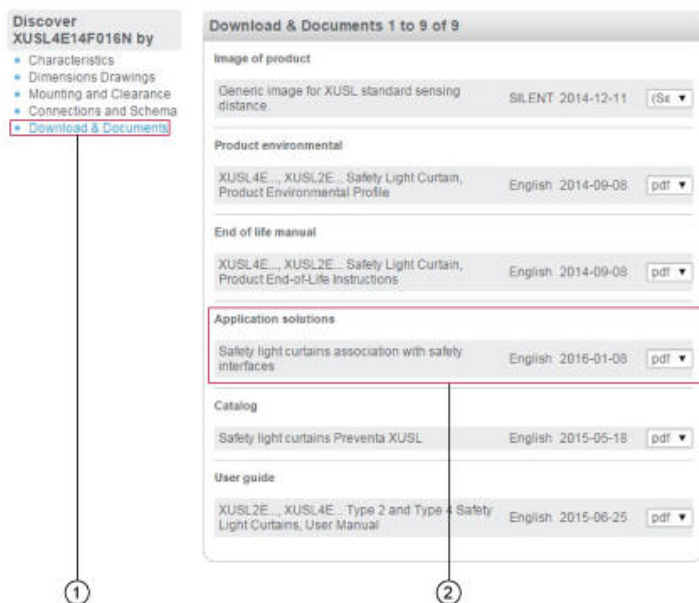 Discover
XUSL4E14F016N by
Characteristics
Dimensions Drawings
Mounting and Clearance
Connections and Schema
Download & Documents
Download & Documents 1 to 9 of 9
Image of product
Generic image for XUSL standard sensing
distance
SILENT 2014-12-11 (Se
Product environmental
XUSL4E..., XUSL2E... Safety Light Curtain,
Product Environmental Profile
English 2014-09-08 pdf
End of life manual
XUSL4E..., XUSL2E... Safety Light Curtain,
Product End-of-Life Instructions
English 2014-09-08 pdf
Application solutions
Safety light curtains association with safety
interfaces
English 2016-01-08 pdf
Catalog
Safety light curtains Preventa XUSL English 2015-05-18 pdf
User guide
XUSL2E..., XUSL4E... Type 2 and Type 4 Safety
Light Curtains, User Manual
English 2015-06-25 pdf
1 2